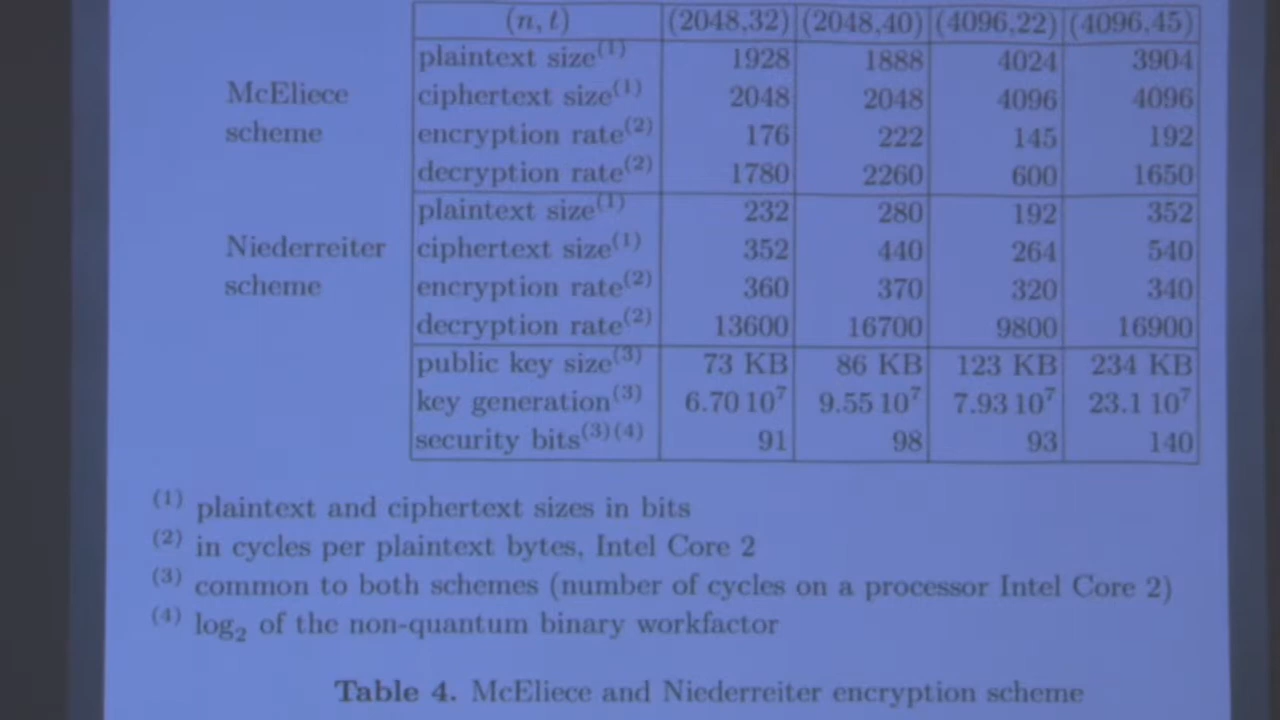 (n, t) (2048,32) (2048,40) (4096,22) (4096,45)
plaintext size(1) 1928 1888 4024 3904
McEliece ciphertext size(1) 2048 2048 4096 4096
scheme encryption rate(2) 176 222 145 192
decryption rate(2) 1780 2260 600 1650
plaintext size(1) 232 280 192 352
Niederreiter ciphertext size(1) 352 440 264 540
scheme encryption rate(2) 360 370 320 340
decryption rate(2) 13600 16700 9800 16900
public key size(3) 73 KB 86 KB 123 KB 234 KB
key generation(3) 6.70 10^7 9.55 10^7 7.93 10^7 23.1 10^7
security bits(3)(4) 91 98 93 140
(1) plaintext and ciphertext sizes in bits
(2) in cycles per plaintext bytes, Intel Core 2
(3) common to both schemes (number of cycles on a processor Intel Core 2)
(4) log2 of the non-quantum binary workfactor
Table 4. McEliece and Niederreiter encryption scheme